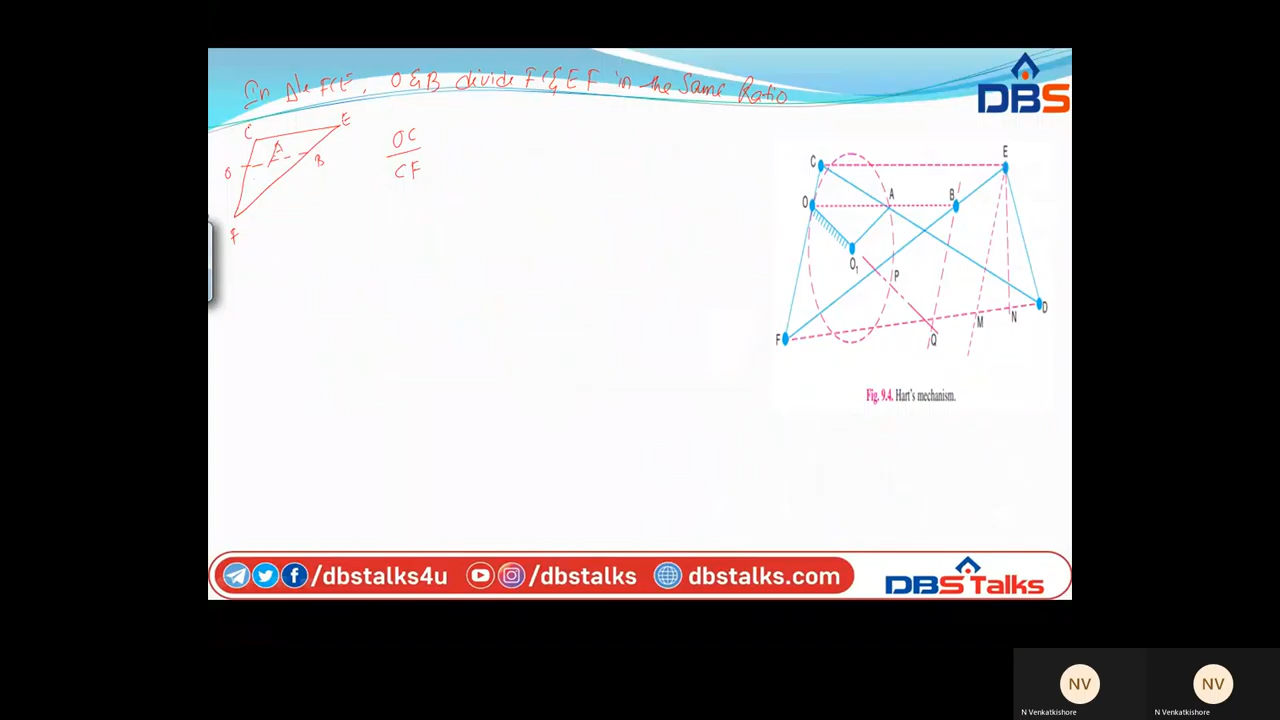 In Δle FCE, O & B divide FC & EF in the Same Ratio
DBS
C
E
A
O
B
F
OC
CF
C
E
O
A
B
O1
P
D
M
N
F
Q
Fig. 9.4. Hart's mechanism.
/dbstalks4u
/dbstalks
dbstalks.com
DBS Talks
NV
NV
N Venkatkishore
N Venkatkishore